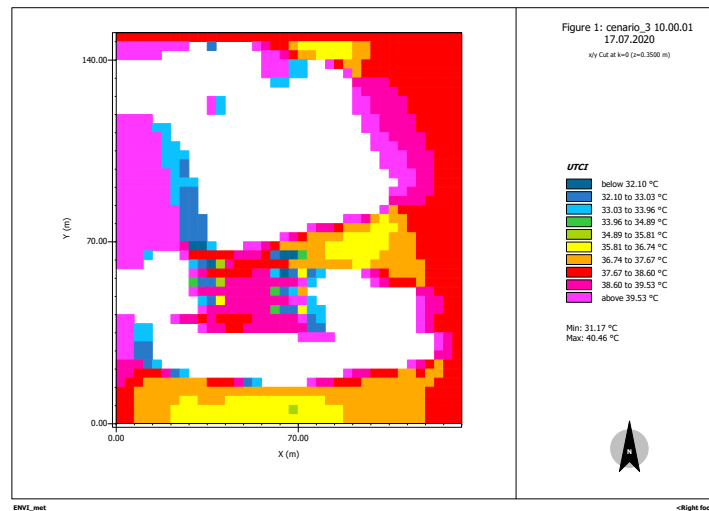 Figure 1: cenario_3 10.00.01
17.07.2020
x/y Cut at k=0 (z=0.3500 m)
140.00
70.00
0.00
Y (m)
0.00
70.00
X (m)
UTCI
below 32.10 °C
32.10 to 33.03 °C
33.03 to 33.96 °C
33.96 to 34.89 °C
34.89 to 35.81 °C
35.81 to 36.74 °C
36.74 to 37.67 °C
37.67 to 38.60 °C
38.60 to 39.53 °C
above 39.53 °C
Min: 31.17 °C
Max: 40.46 °C
N
ENVI_met
<Right foo